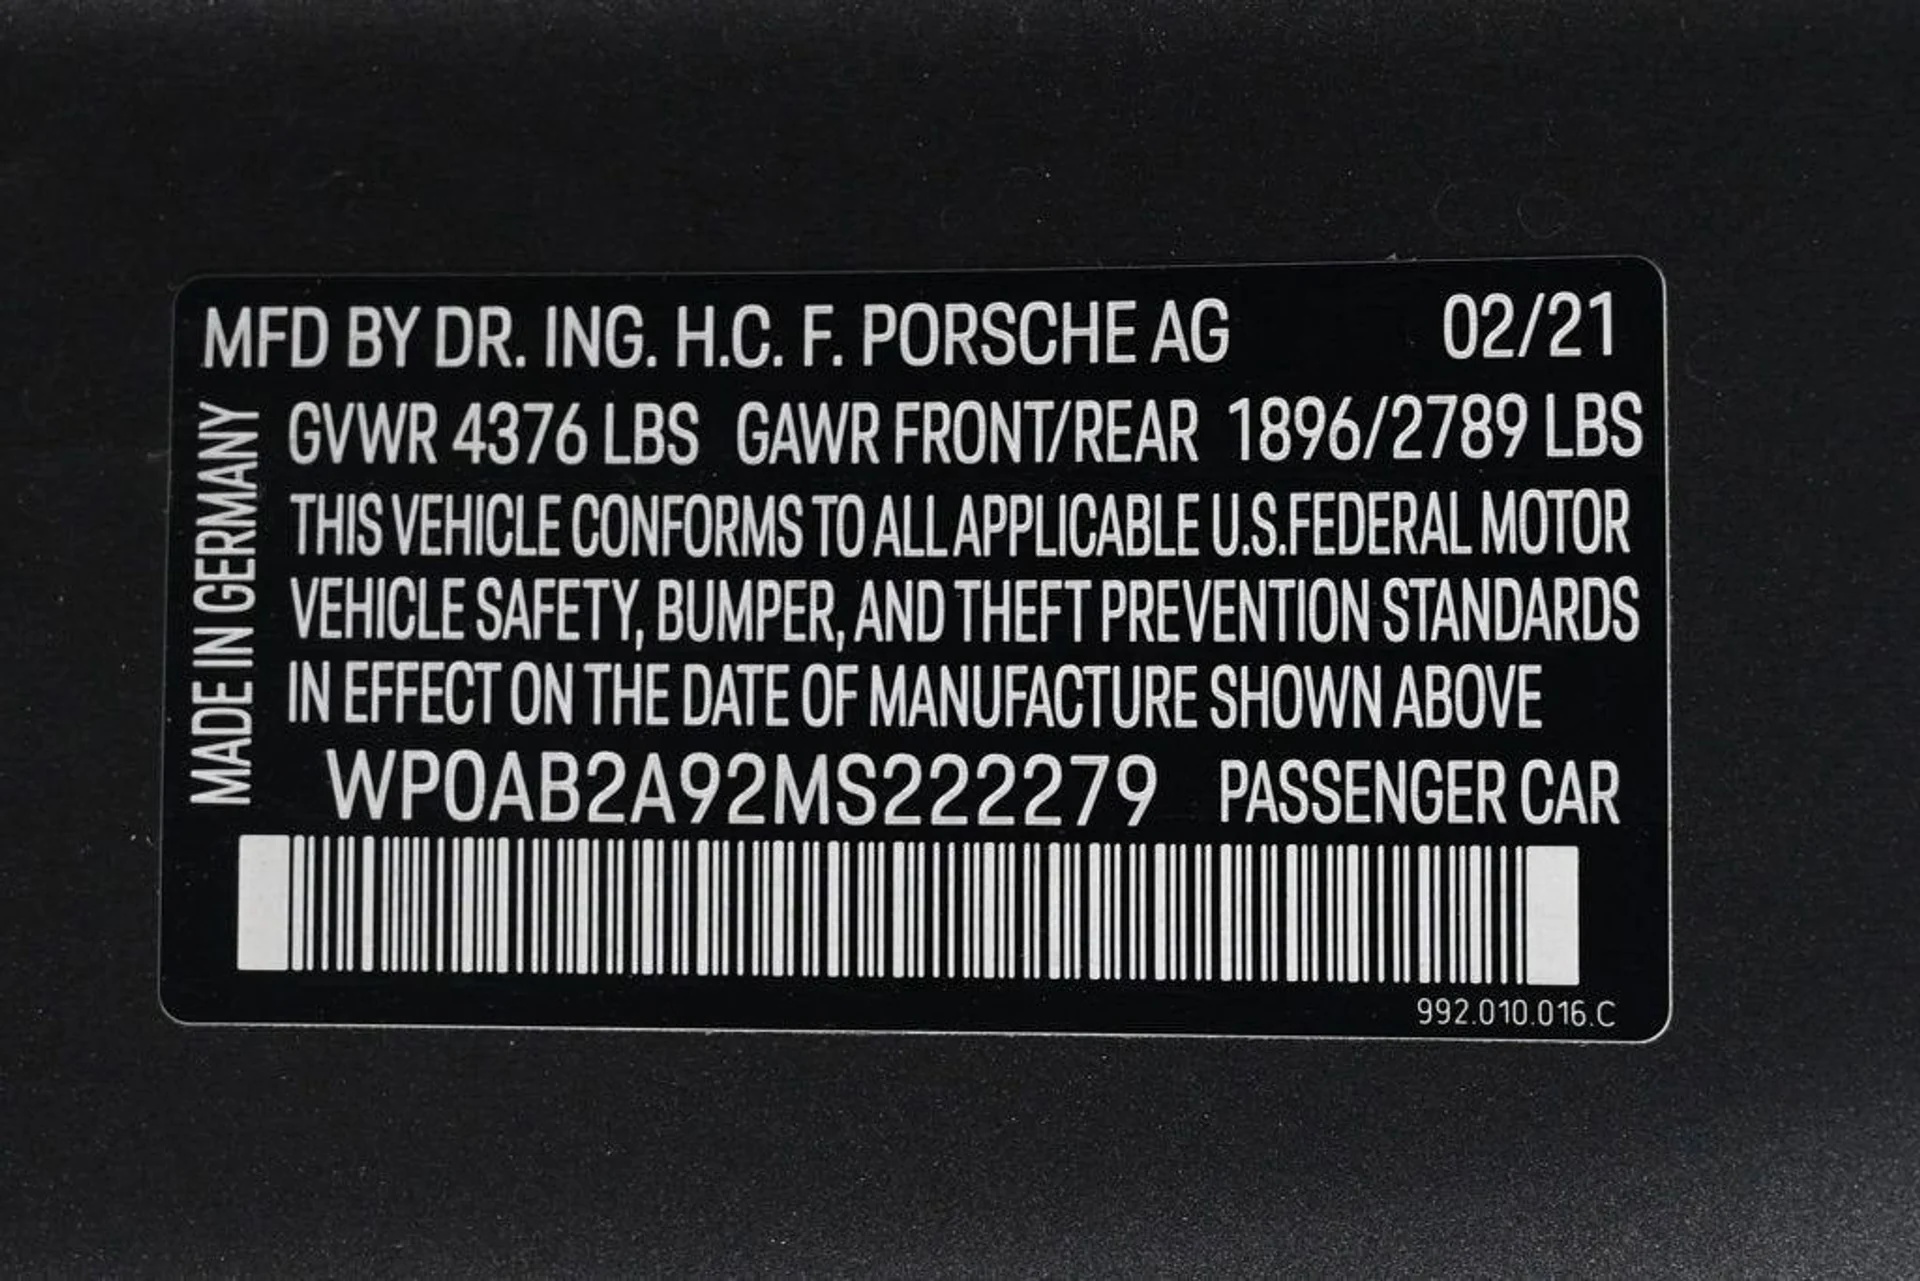 MFD BY DR. ING. H.C. F. PORSCHE AG 02/21
MADE IN GERMANY
GVWR 4376 LBS GAWR FRONT/REAR 1896/2789 LBS
THIS VEHICLE CONFORMS TO ALL APPLICABLE U.S.FEDERAL MOTOR
VEHICLE SAFETY, BUMPER, AND THEFT PREVENTION STANDARDS
IN EFFECT ON THE DATE OF MANUFACTURE SHOWN ABOVE
WP0AB2A92MS222279 PASSENGER CAR
992.010.016.C